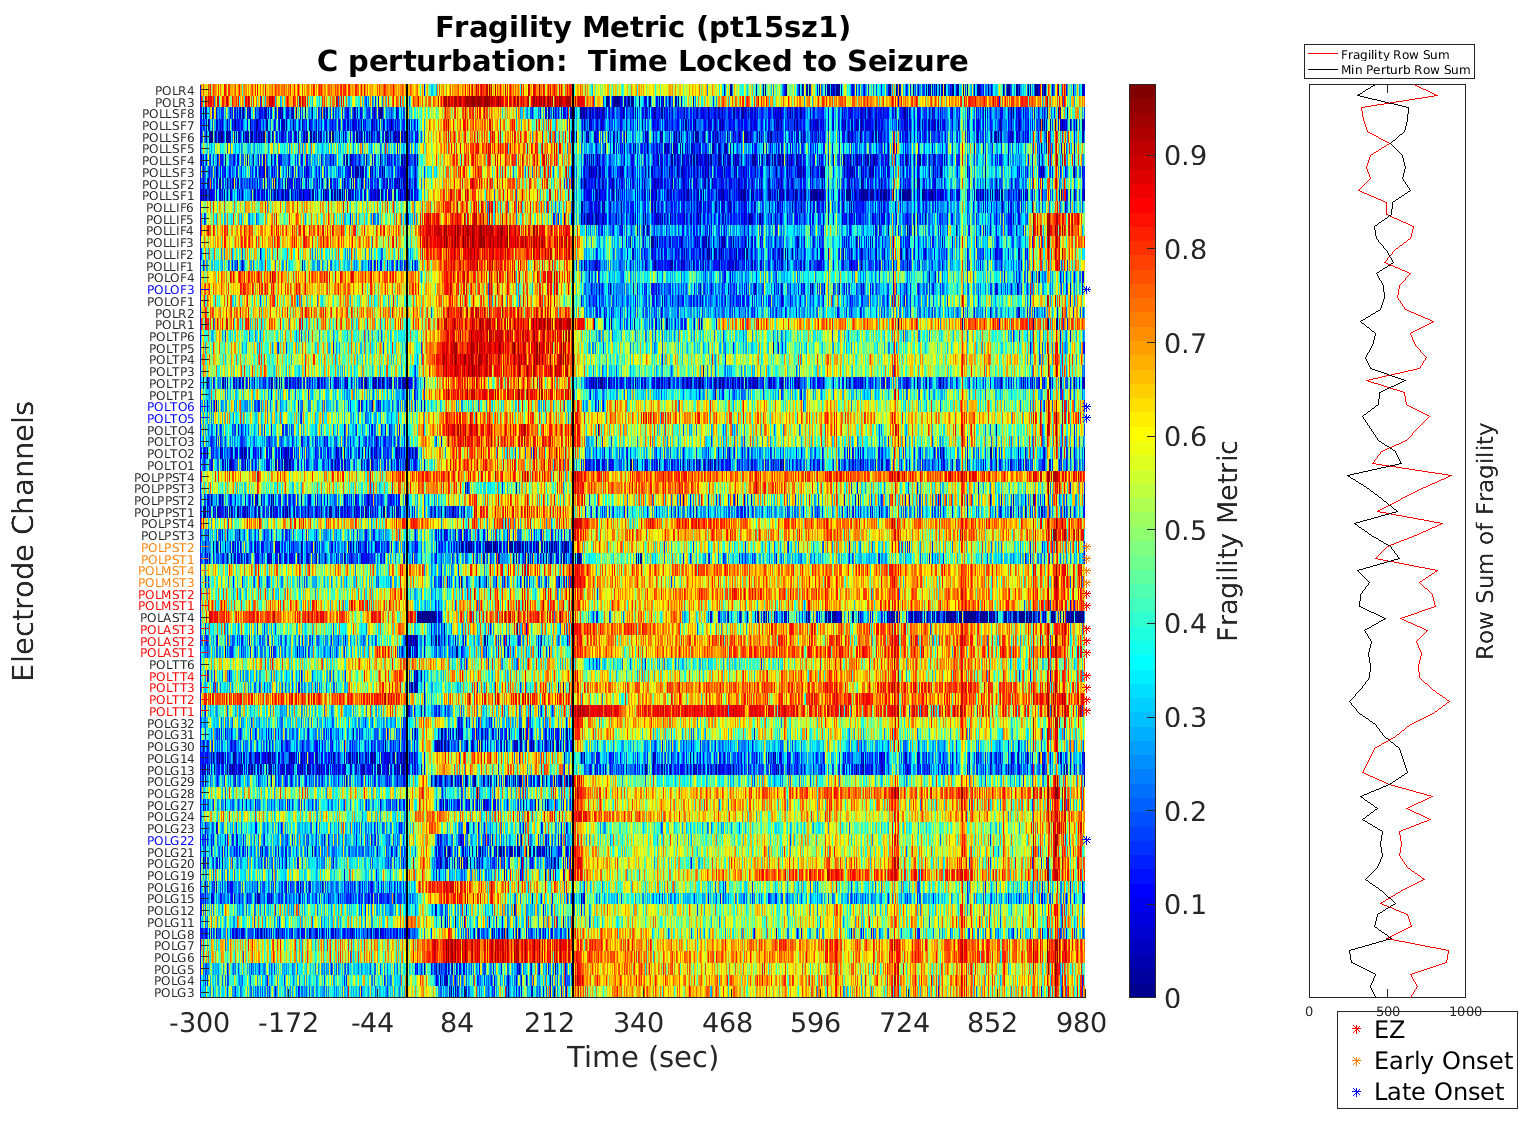 Fragility Metric (pt15sz1)
C perturbation:  Time Locked to Seizure
Electrode Channels
POLR4
POLR3
POLLSF8
POLLSF7
POLLSF6
POLLSF5
POLLSF4
POLLSF3
POLLSF2
POLLSF1
POLLIF6
POLLIF5
POLLIF4
POLLIF3
POLLIF2
POLLIF1
POLOF4
POLOF3
POLOF1
POLR2
POLR1
POLTP6
POLTP5
POLTP4
POLTP3
POLTP2
POLTP1
POLTO6
POLTO5
POLTO4
POLTO3
POLTO2
POLTO1
POLPPST4
POLPPST3
POLPPST2
POLPPST1
POLPST4
POLPST3
POLPST2
POLPST1
POLMST4
POLMST3
POLMST2
POLMST1
POLAST4
POLAST3
POLAST2
POLAST1
POLTT6
POLTT4
POLTT3
POLTT2
POLTT1
POLG32
POLG31
POLG30
POLG14
POLG13
POLG29
POLG28
POLG27
POLG24
POLG23
POLG22
POLG21
POLG20
POLG19
POLG16
POLG15
POLG12
POLG11
POLG8
POLG7
POLG6
POLG5
POLG4
POLG3
-300 -172 -44 84 212 340 468 596 724 852 980
Time (sec)
0.9
0.8
0.7
0.6
0.5
0.4
0.3
0.2
0.1
0
Fragility Metric
Fragility Row Sum
Min Perturb Row Sum
0 500 1000
Row Sum of Fragility
EZ
Early Onset
Late Onset